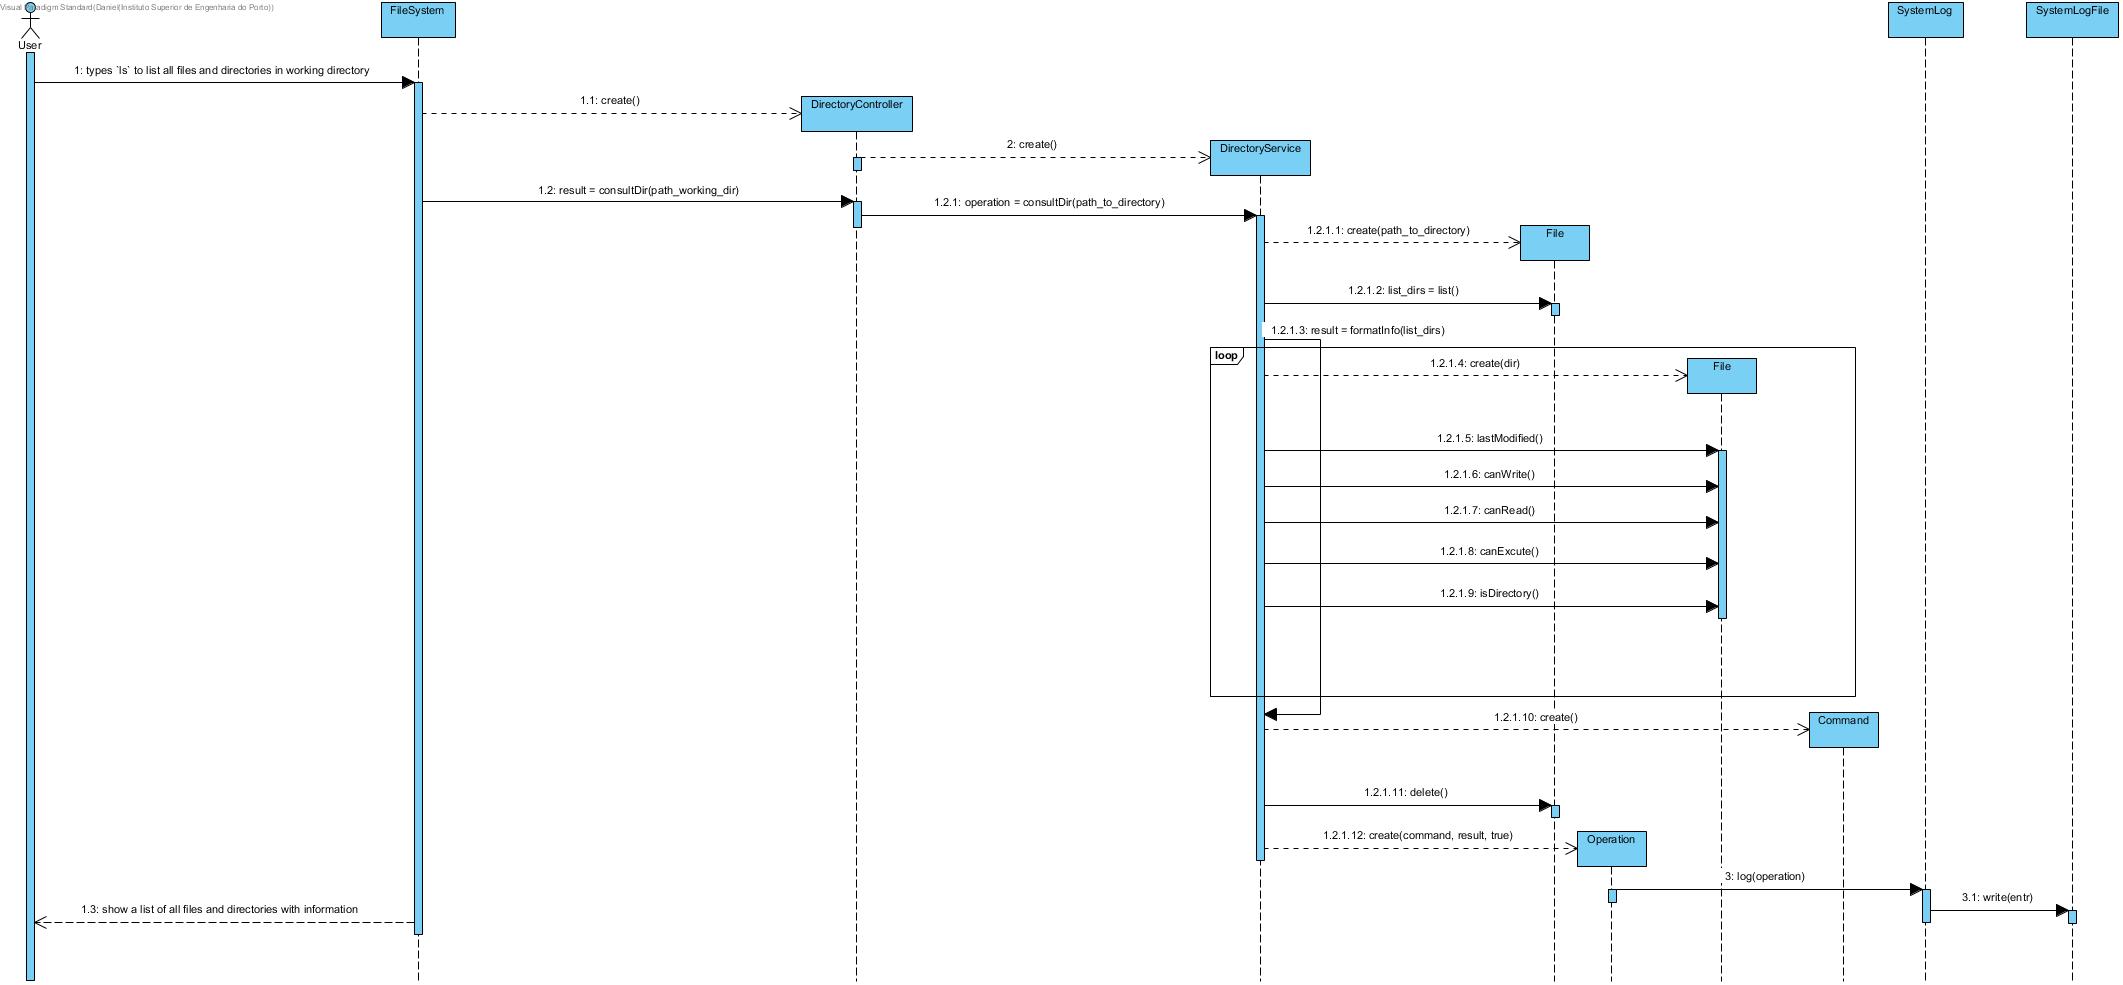 Visual Paradigm Standard(Daniel(Instituto Superior de Engenharia do Porto))
User
FileSystem
SystemLog
SystemLogFile
1: types `ls` to list all files and directories in working directory
1.1: create()
DirectoryController
2: create()
DirectoryService
1.2: result = consultDir(path_working_dir)
1.2.1: operation = consultDir(path_to_directory)
1.2.1.1: create(path_to_directory)
File
1.2.1.2: list_dirs = list()
1.2.1.3: result = formatInfo(list_dirs)
loop
1.2.1.4: create(dir)
File
1.2.1.5: lastModified()
1.2.1.6: canWrite()
1.2.1.7: canRead()
1.2.1.8: canExcute()
1.2.1.9: isDirectory()
1.2.1.10: create()
Command
1.2.1.11: delete()
1.2.1.12: create(command, result, true)
Operation
3: log(operation)
3.1: write(entr)
1.3: show a list of all files and directories with information